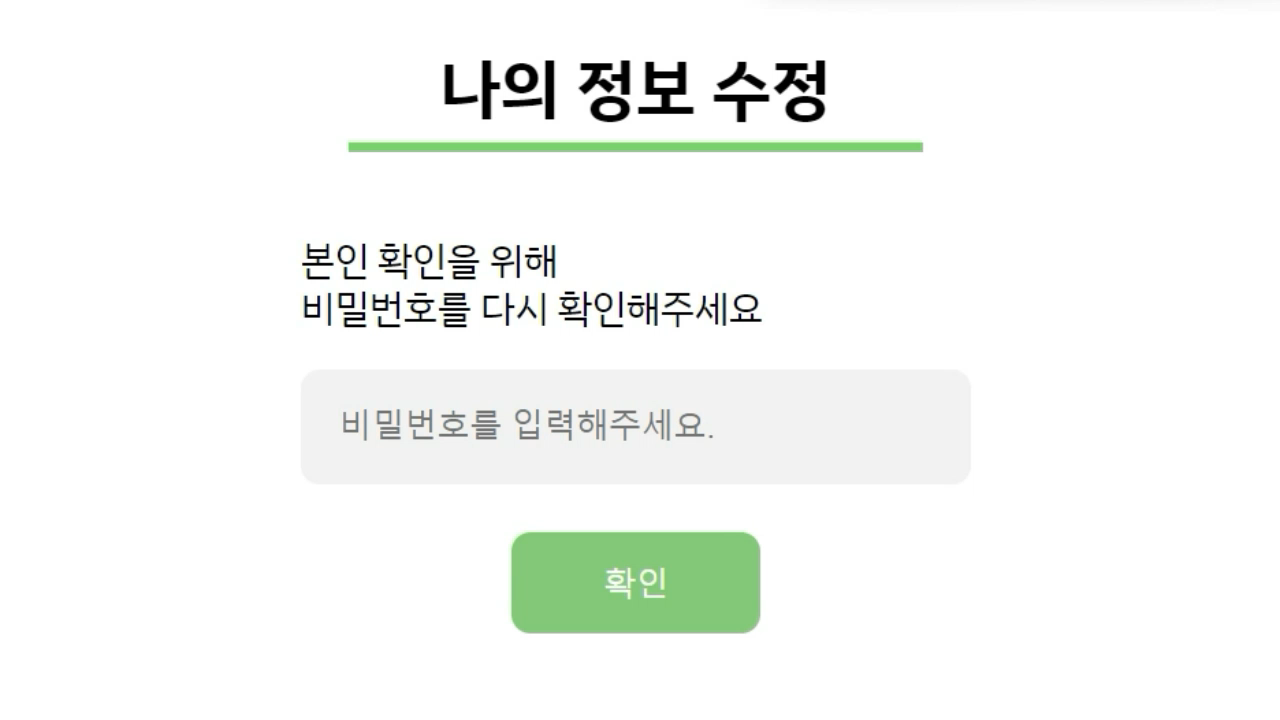 나의 정보 수정
본인 확인을 위해
비밀번호를 다시 확인해주세요
비밀번호를 입력해주세요.
확인